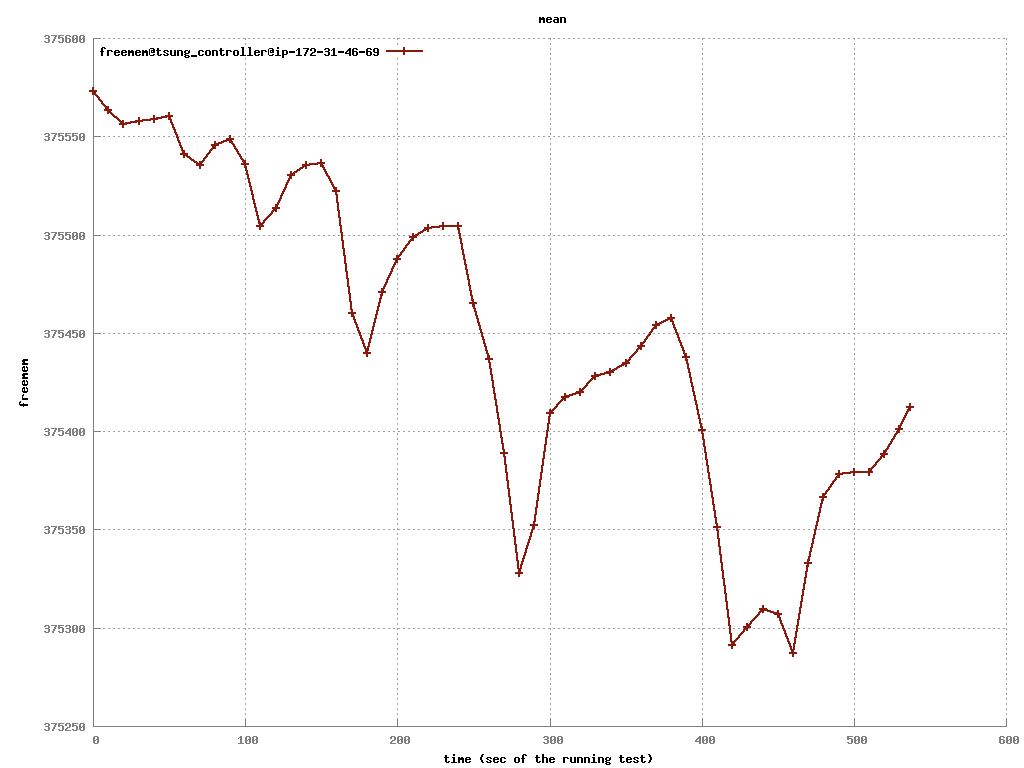 mean
375600
freemem@tsung_controller@ip-172-31-46-69
375550
375500
375450
375400
375350
375300
375250
freemem
0 100 200 300 400 500 600
time (sec of the running test)